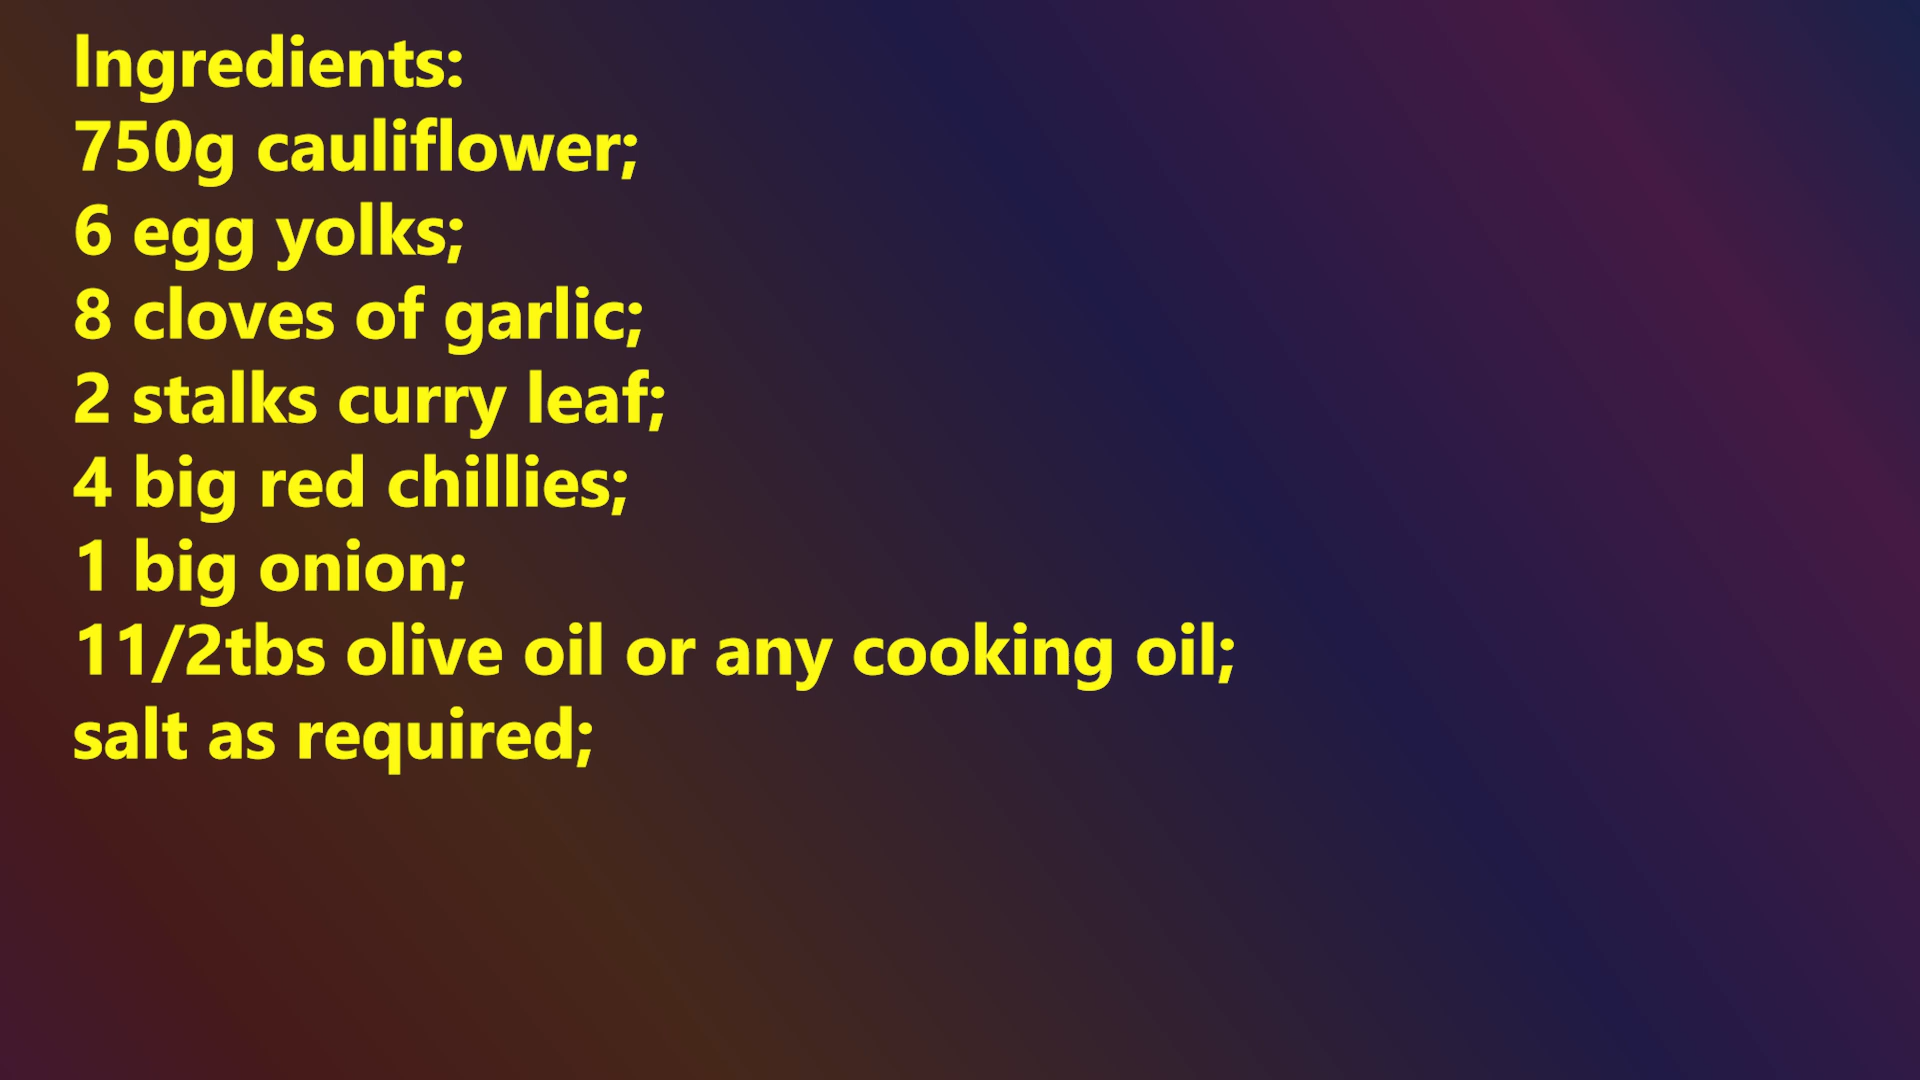 Ingredients:
750g cauliflower;
6 egg yolks;
8 cloves of garlic;
2 stalks curry leaf;
4 big red chillies;
1 big onion;
11/2tbs olive oil or any cooking oil;
salt as required;